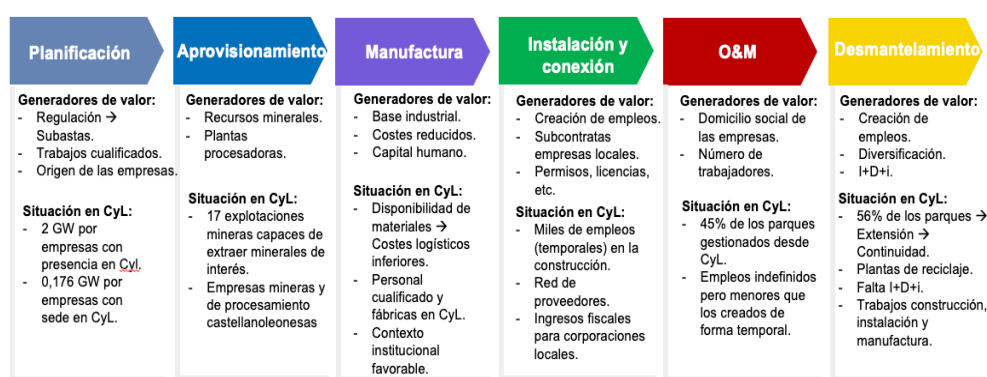 Planificación
Generadores de valor:
- Regulación →
Subastas.
- Trabajos cualificados.
- Origen de las empresas.
Situación en CyL:
- 2 GW por
empresas con
presencia en Cyl.
- 0,176 GW por
empresas con
sede en CyL.
Aprovisionamiento
Generadores de valor:
- Recursos minerales.
- Plantas
procesadoras.
Situación en CyL:
- 17 explotaciones
mineras capaces de
extraer minerales de
interés.
- Empresas mineras y
de procesamiento
castellanoleonesas
Manufactura
Generadores de valor:
- Base industrial.
- Costes reducidos.
- Capital humano.
Situación en CyL:
- Disponibilidad de
materiales →
Costes logísticos
inferiores.
- Personal
cualificado y
fábricas en CyL.
- Contexto
institucional
favorable.
Instalación y
conexión
Generadores de valor:
- Creación de empleos.
- Subcontratas
empresas locales.
- Permisos, licencias,
etc.
Situación en CyL:
- Miles de empleos
(temporales) en la
construcción.
- Red de
proveedores.
- Ingresos fiscales
para corporaciones
locales.
O&M
Generadores de valor:
- Domicilio social de
las empresas.
- Número de
trabajadores.
Situación en CyL:
- 45% de los parques
gestionados desde
CyL.
- Empleos indefinidos
pero menores que
los creados de
forma temporal.
Desmantelamiento
Generadores de valor:
- Creación de
empleos.
- Diversificación.
- I+D+i.
Situación en CyL:
- 56% de los parques →
Extensión →
Continuidad.
- Plantas de reciclaje.
- Falta I+D+i.
- Trabajos construcción,
instalación y
manufactura.